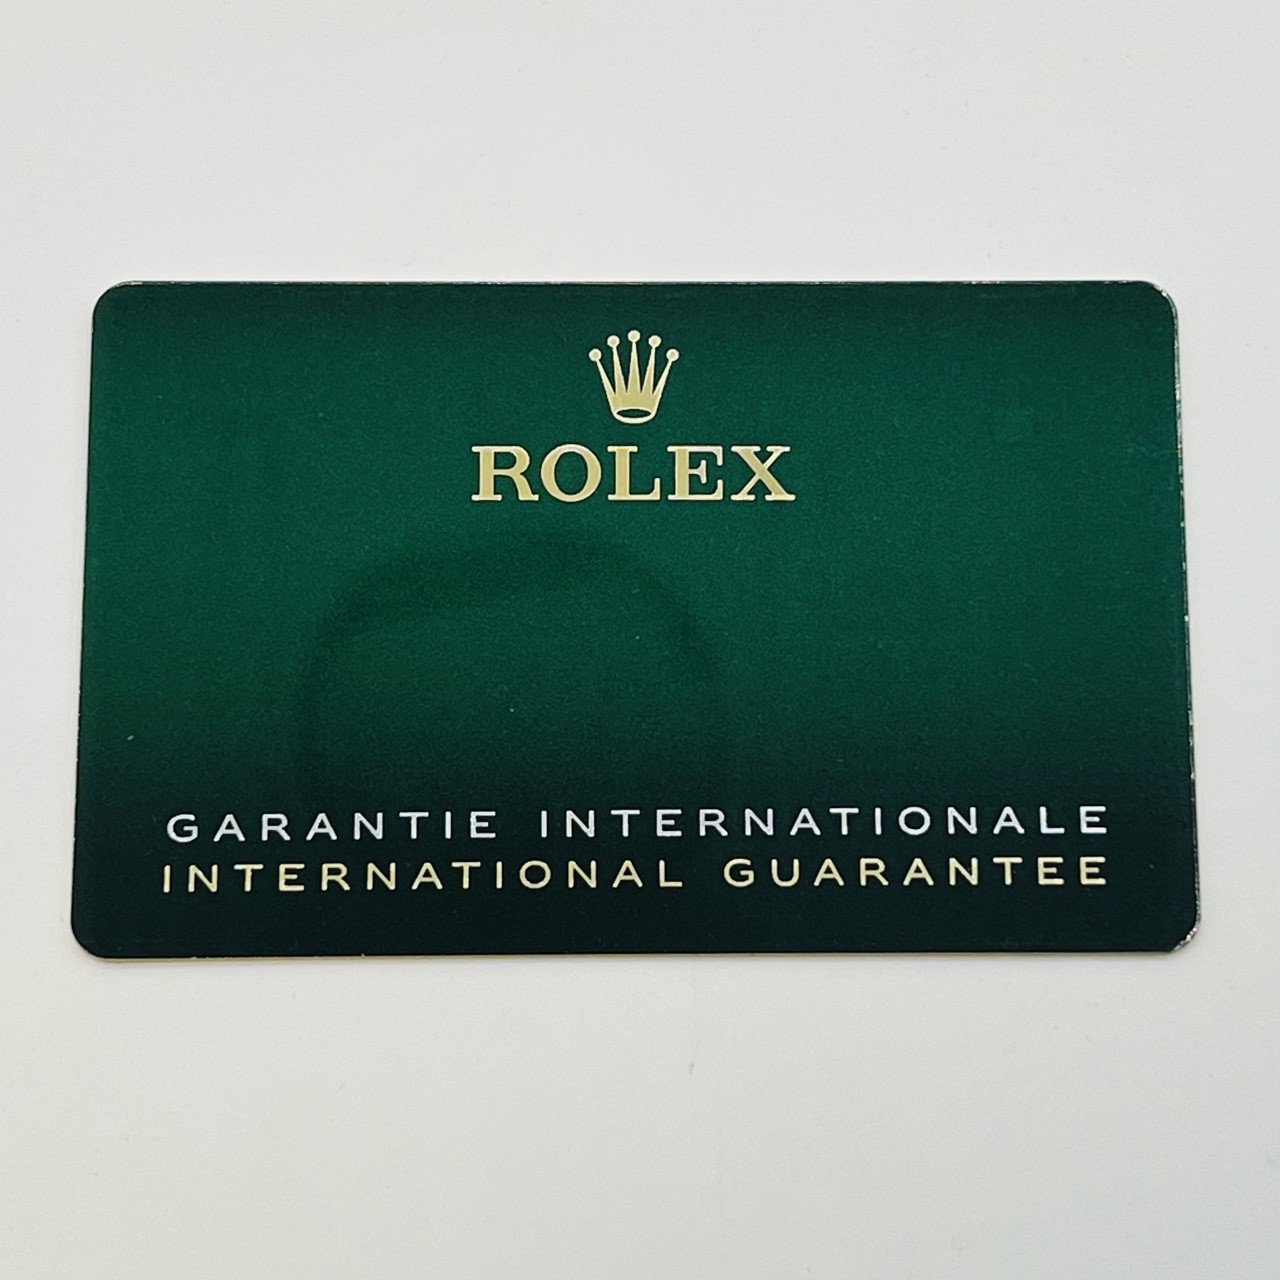 ROLEX
GARANTIE INTERNATIONALE
INTERNATIONAL GUARANTEE